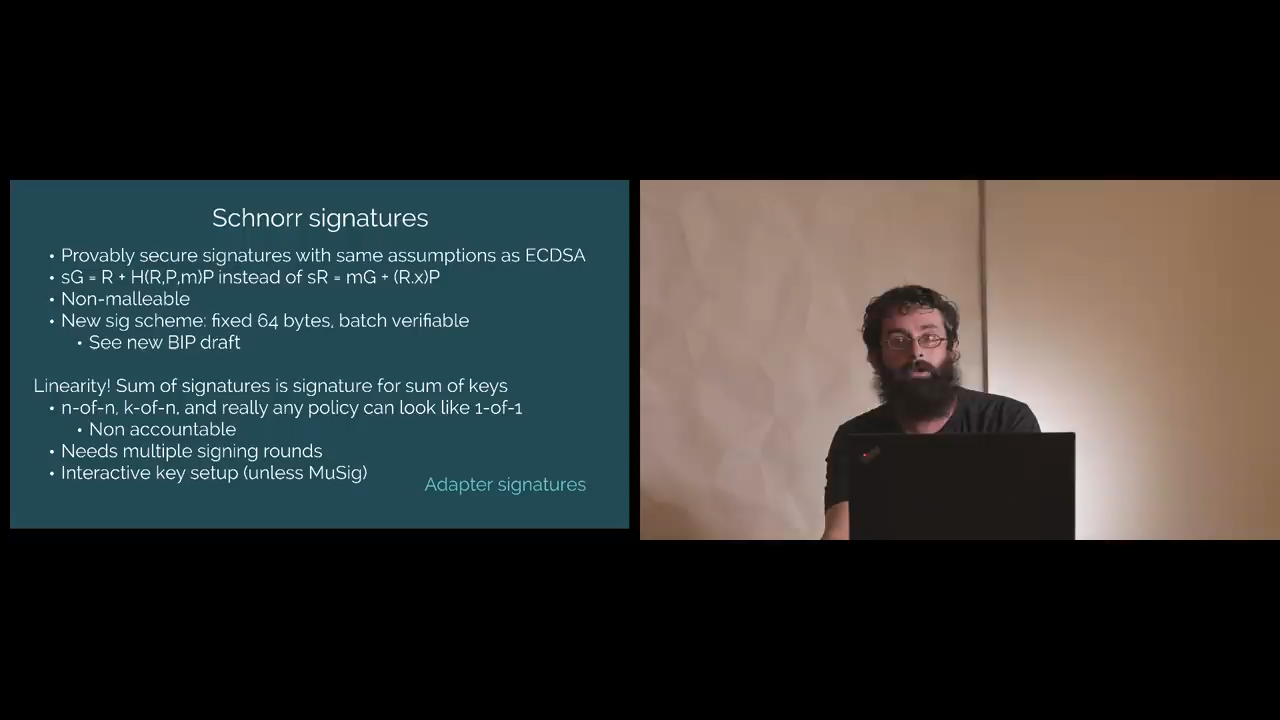 Schnorr signatures
• Provably secure signatures with same assumptions as ECDSA
• sG = R + H(R,P,m)P instead of sR = mG + (R.x)P
• Non-malleable
• New sig scheme: fixed 64 bytes, batch verifiable
• See new BIP draft
Linearity! Sum of signatures is signature for sum of keys
• n-of-n, k-of-n, and really any policy can look like 1-of-1
• Non accountable
• Needs multiple signing rounds
• Interactive key setup (unless MuSig)
Adapter signatures